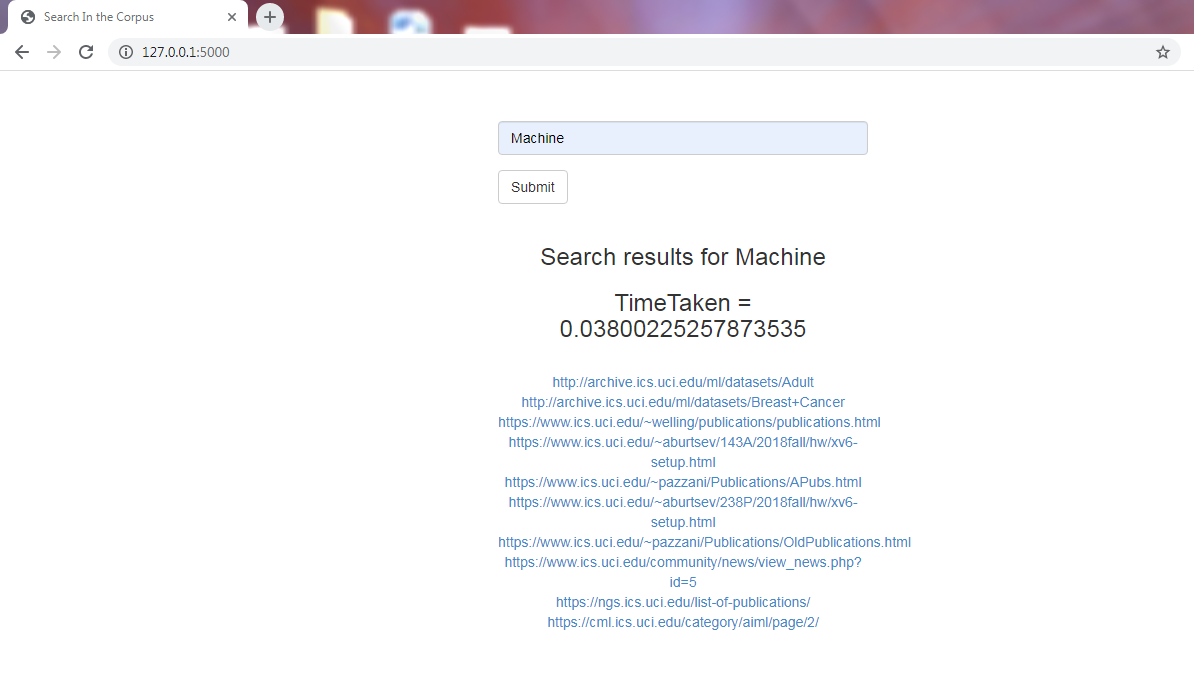 Search In the Corpus
127.0.0.1:5000
Machine
Submit
Search results for Machine
TimeTaken =
0.03800225257873535
http://archive.ics.uci.edu/ml/datasets/Adult
http://archive.ics.uci.edu/ml/datasets/Breast+Cancer
https://www.ics.uci.edu/~welling/publications/publications.html
https://www.ics.uci.edu/~aburtsev/143A/2018fall/hw/xv6-
setup.html
https://www.ics.uci.edu/~pazzani/Publications/APubs.html
https://www.ics.uci.edu/~aburtsev/238P/2018fall/hw/xv6-
setup.html
https://www.ics.uci.edu/~pazzani/Publications/OldPublications.html
https://www.ics.uci.edu/community/news/view_news.php?
id=5
https://ngs.ics.uci.edu/list-of-publications/
https://cml.ics.uci.edu/category/aiml/page/2/